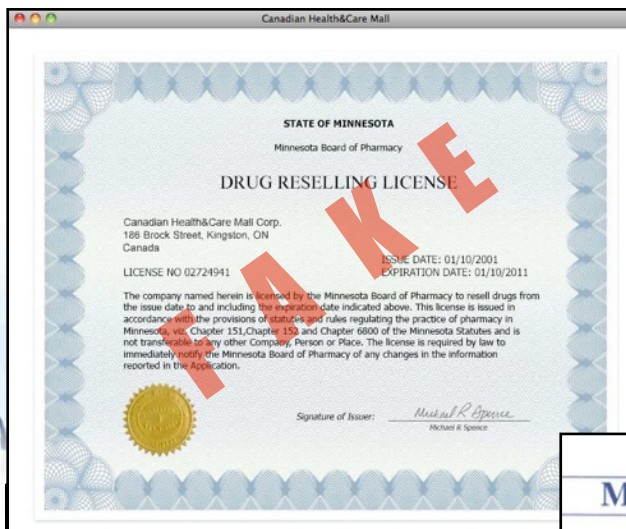 Canadian Health&Care Mall
STATE OF MINNESOTA
Minnesota Board of Pharmacy
DRUG RESELLING LICENSE
Canadian Health&Care Mall Corp.
186 Brock Street, Kingston, ON
Canada
ISSUE DATE: 01/10/2001
LICENSE NO 02724941
EXPIRATION DATE: 01/10/2011
The company named herein is licensed by the Minnesota Board of Pharmacy to resell drugs from
the issue date to and including the expiration date indicated above. This license is issued in
accordance with the provisions of statutes and rules regulating the practice of pharmacy in
Minnesota, viz. Chapter 151,Chapter 152 and Chapter 6800 of the Minnesota Statutes and is
not transferable to any other Company, Person or Place. The license is required by law to
immediately notify the Minnesota Board of Pharmacy of any changes in the information
reported in the Application.
Signature of Issuer:
Michael R Spence
Michael R Spence
FAKE
M